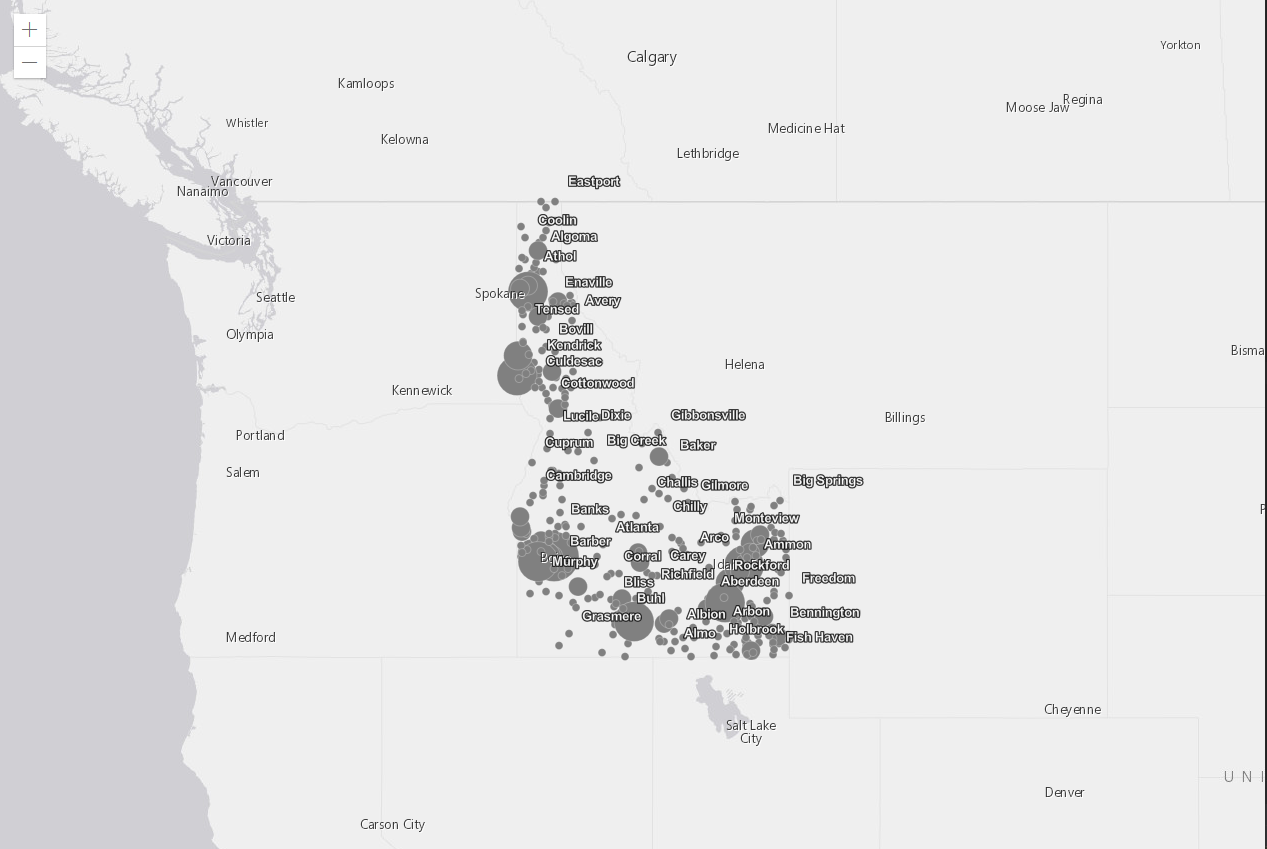 Yorkton
Calgary
Kamloops
Regina
Moose Jaw
Whistler
Medicine Hat
Kelowna
Lethbridge
Vancouver
Eastport
Nanaimo
Coolin
Algoma
Victoria
Athol
Enaville
Spokane
Seattle
Avery
Tensed
Bovill
Olympia
Kendrick
Bisma
Culdesac
Helena
Cottonwood
Kennewick
Lucile
Dixie
Gibbonsville
Billings
Portland
Cuprum
Big Creek
Baker
Salem
Cambridge
Challis
Gilmore
Big Springs
Banks
Chilly
P
Monteview
Atlanta
Arco
Barber
Ammon
Bo
Murphy
Corral
Carey
Ida
Rockford
Richfield
Freedom
Bliss
Aberdeen
Buhl
Grasmere
Albion
Arbon
Bennington
Almo
Holbrook
Fish Haven
Medford
Cheyenne
Salt Lake
City
U N I
Denver
Carson City